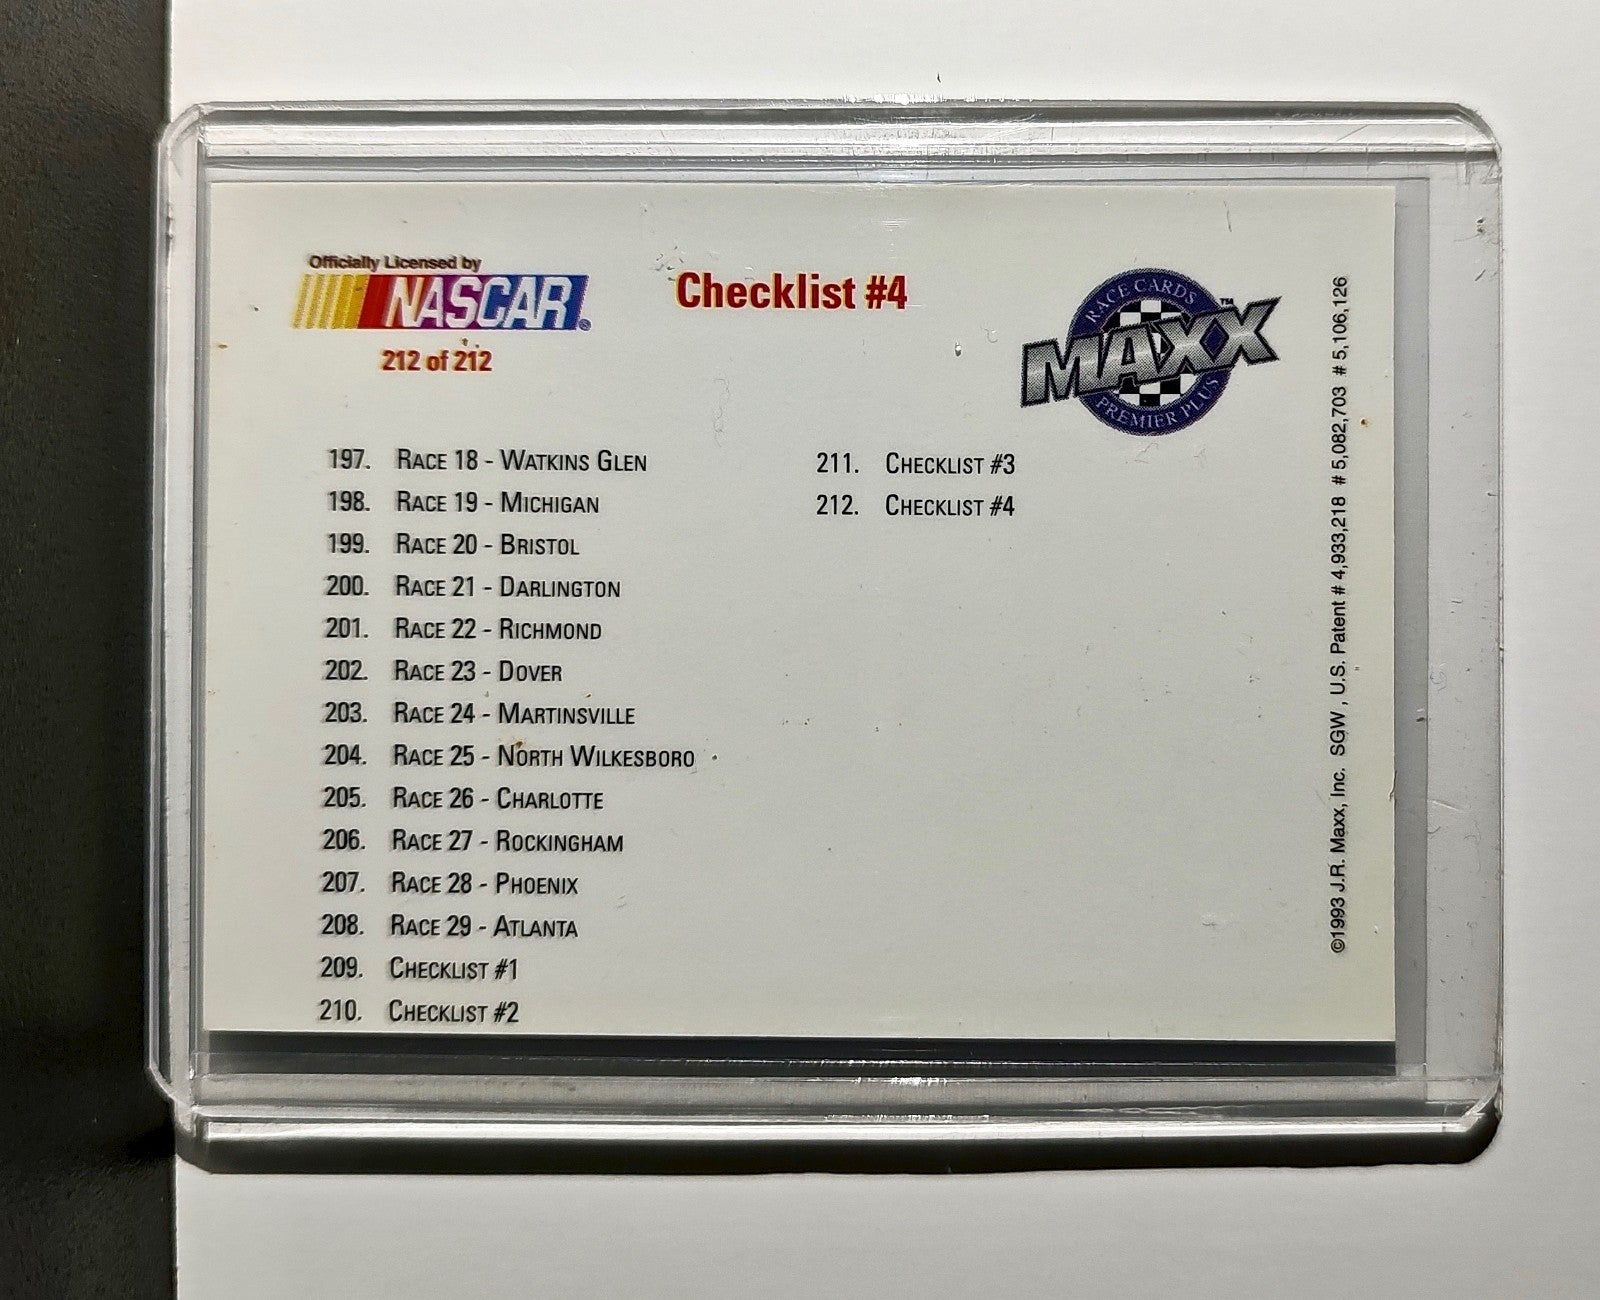 Officially Licensed by
NASCAR®
212 of 212
Checklist #4
RACE CARDS
MAXX™
PREMIER PLUS
197. RACE 18 - WATKINS GLEN
198. RACE 19 - MICHIGAN
199. RACE 20 - BRISTOL
200. RACE 21 - DARLINGTON
201. RACE 22 - RICHMOND
202. RACE 23 - DOVER
203. RACE 24 - MARTINSVILLE
204. RACE 25 - NORTH WILKESBORO
205. RACE 26 - CHARLOTTE
206. RACE 27 - ROCKINGHAM
207. RACE 28 - PHOENIX
208. RACE 29 - ATLANTA
209. CHECKLIST #1
210. CHECKLIST #2
211. CHECKLIST #3
212. CHECKLIST #4
©1993 J.R. Maxx, Inc. SGW, U.S. Patent # 4,933,218 # 5,082,703 # 5,106,126